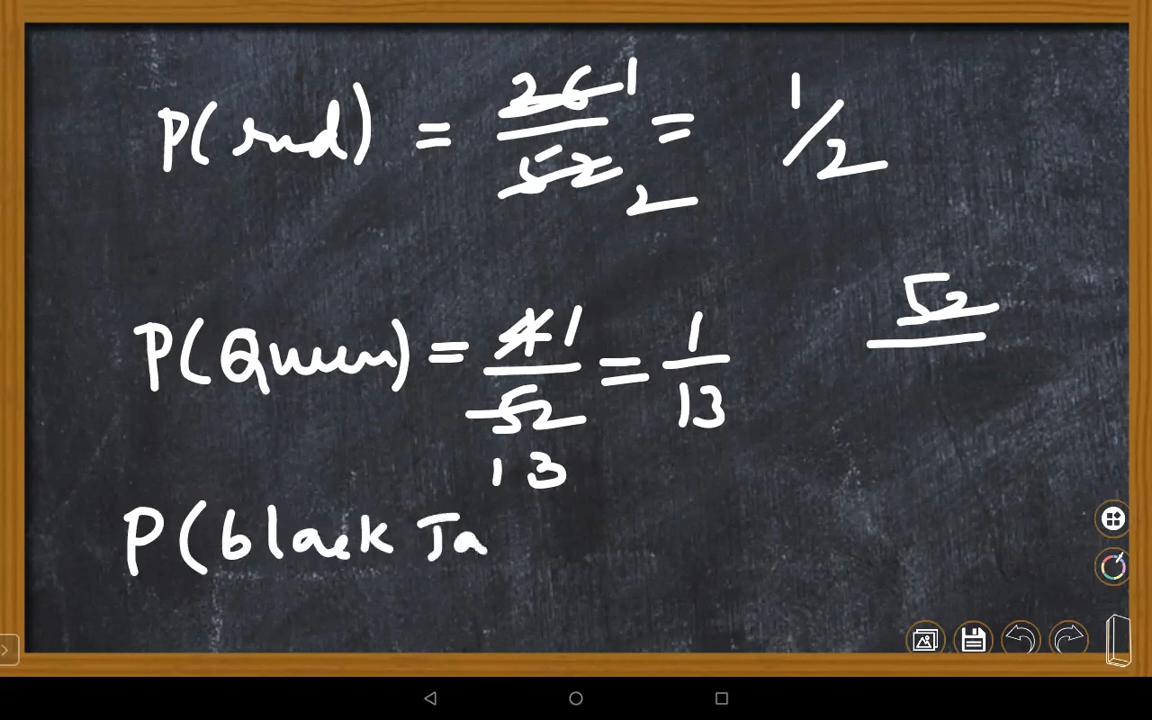 P(red) = 26/52 1/2 = 1/2
52
P(Queen) = 4/52 1/13 = 1/13
P(black Ja